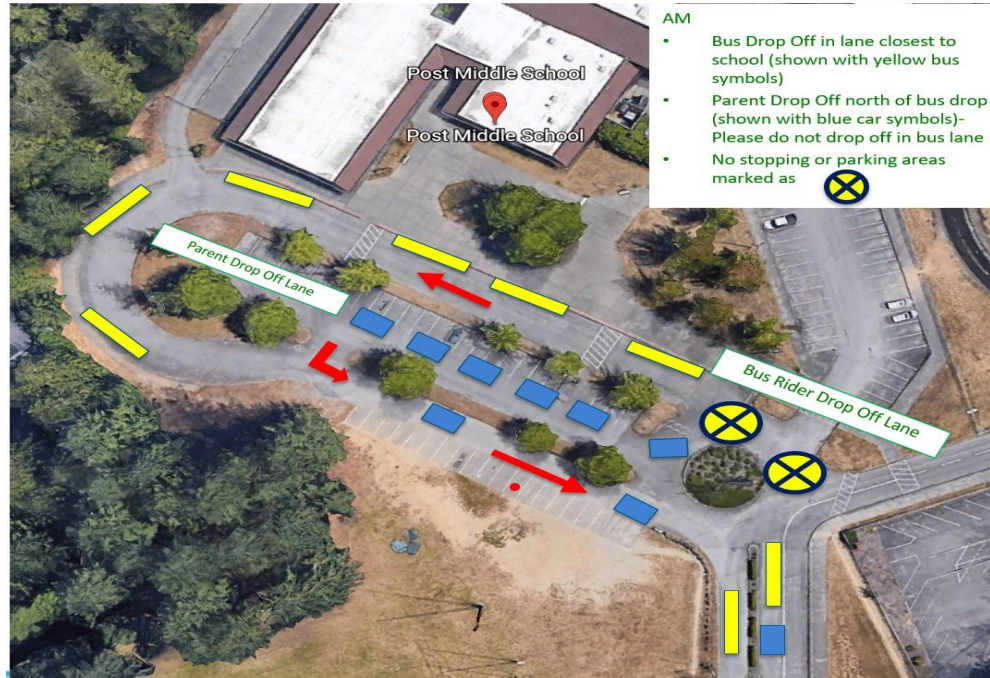 AM
• Bus Drop Off in lane closest to
school (shown with yellow bus
symbols)
• Parent Drop Off north of bus drop
(shown with blue car symbols)-
Please do not drop off in bus lane
• No stopping or parking areas
marked as
Post Middle School
Post Middle School
Parent Drop Off Lane
Bus Rider Drop Off Lane